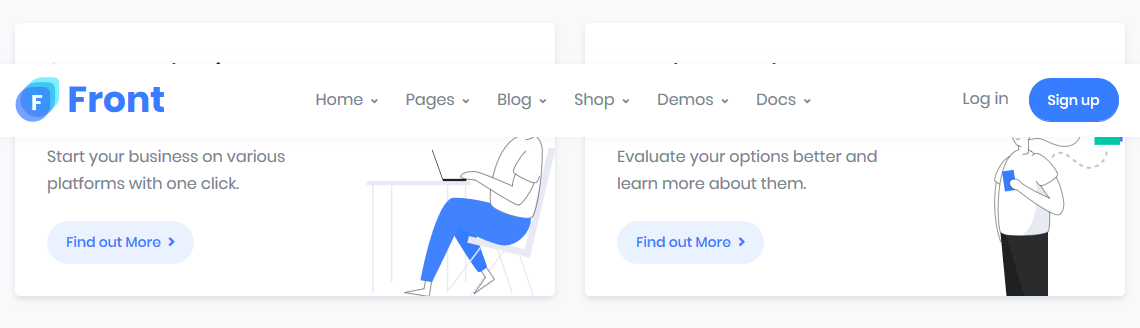 F Front Home Pages Blog Shop Demos Docs Log in Sign up
Start your business on various
platforms with one click.
Find out More
Evaluate your options better and
learn more about them.
Find out More